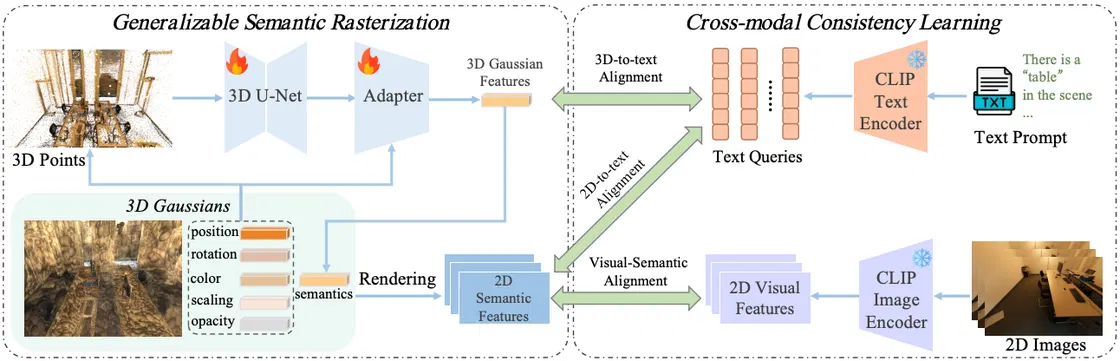 Generalizable Semantic Rasterization
Cross-modal Consistency Learning
3D Points
3D U-Net
Adapter
3D Gaussian
Features
3D-to-text
Alignment
Text Queries
CLIP
Text
Encoder
TXT
There is a
“table”
in the scene
...
Text Prompt
3D Gaussians
position
rotation
color
scaling
opacity
semantics
Rendering
2D
Semantic
Features
2D-to-text
Alignment
Visual-Semantic
Alignment
2D Visual
Features
CLIP
Image
Encoder
2D Images